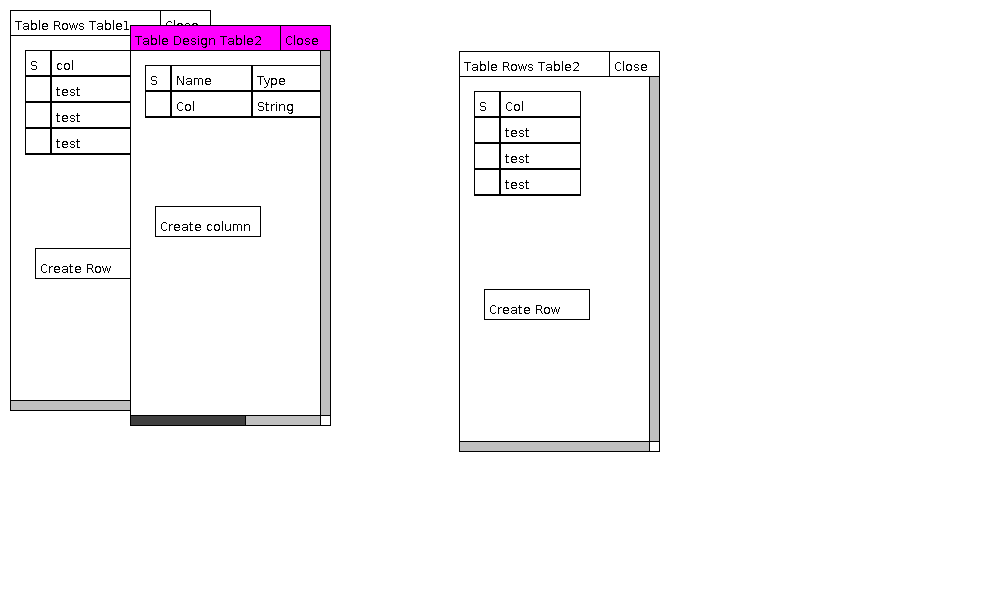 Table Rows Table1 Close
S col
test
test
test
Create Row
Table Design Table2 Close
S Name Type
Col String
Create column
Table Rows Table2 Close
S Col
test
test
test
Create Row